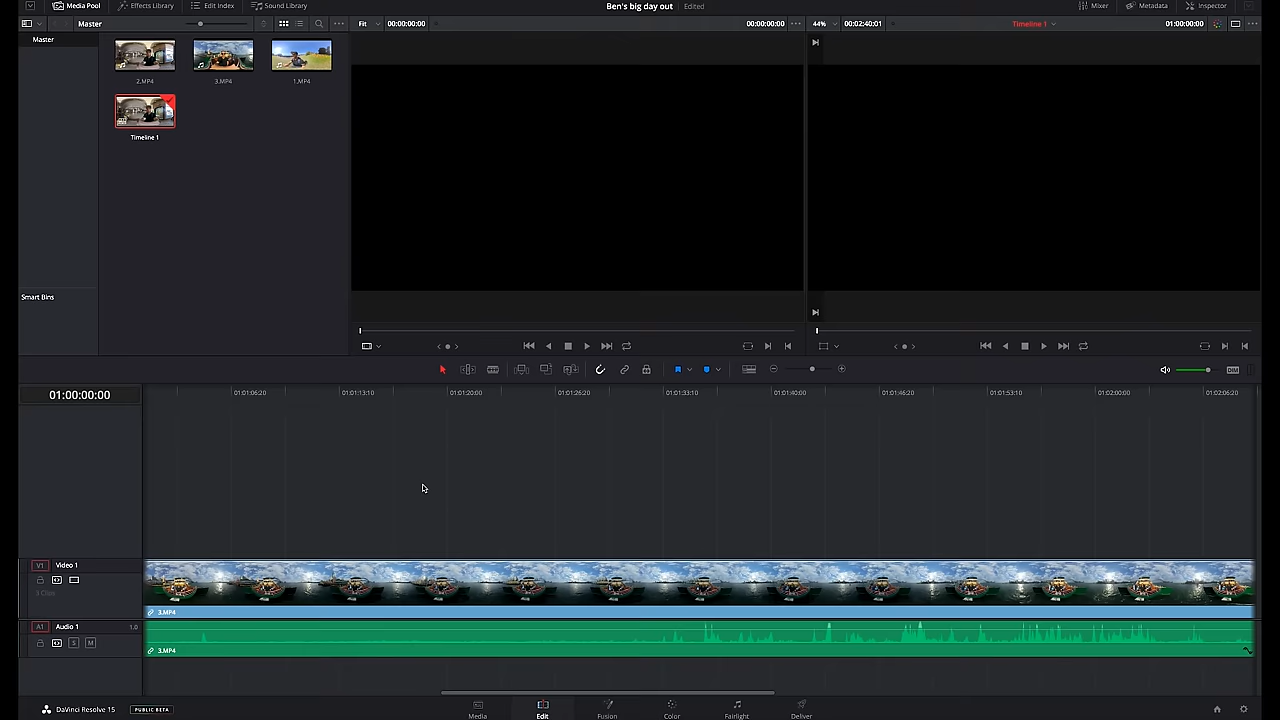 Media Pool Effects Library Edit Index Sound Library Ben's big day out Edited Mixer Metadata Inspector
Master Fit 00:00:00:00 00:00:00:00 44% 00:02:40:01 Timeline 1 01:00:00:00
Master
2.MP4 3.MP4 1.MP4
Timeline 1
Smart Bins
01:00:00:00
01:01:06:20 01:01:13:10 01:01:20:00 01:01:26:20 01:01:33:10 01:01:40:00 01:01:46:20 01:01:53:10 01:02:00:00 01:02:06:20
V1 Video 1
3 Clips
3.MP4
A1 Audio 1 1.0
S M
3.MP4
DaVinci Resolve 15 PUBLIC BETA Media Edit Fusion Color Fairlight Deliver